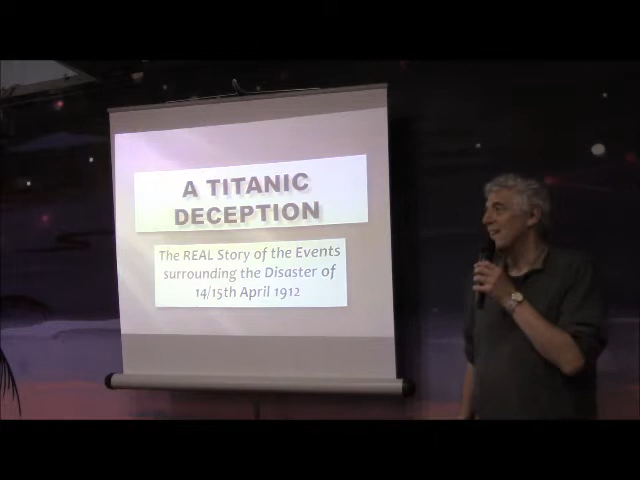 A TITANIC
DECEPTION
The REAL Story of the Events
surrounding the Disaster of
14/15th April 1912